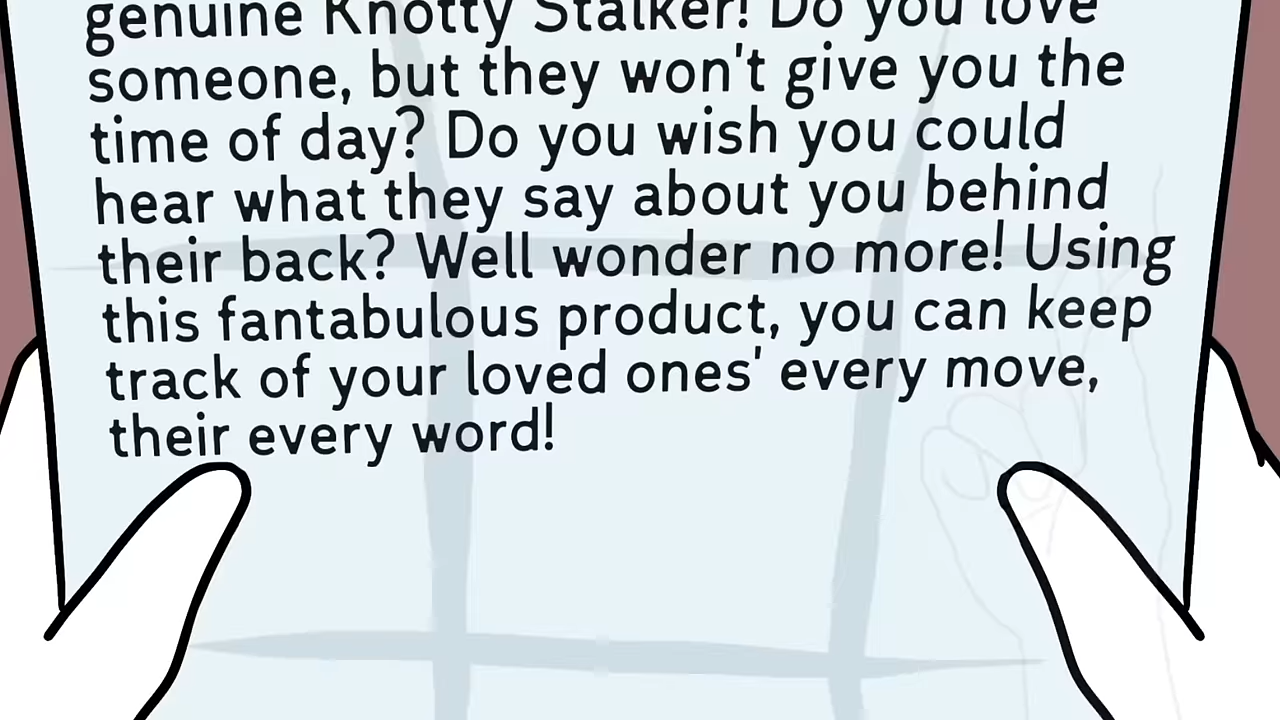 genuine Knotty Stalker! Do you love
someone, but they won't give you the
time of day? Do you wish you could
hear what they say about you behind
their back? Well wonder no more! Using
this fantabulous product, you can keep
track of your loved ones' every move,
their every word!